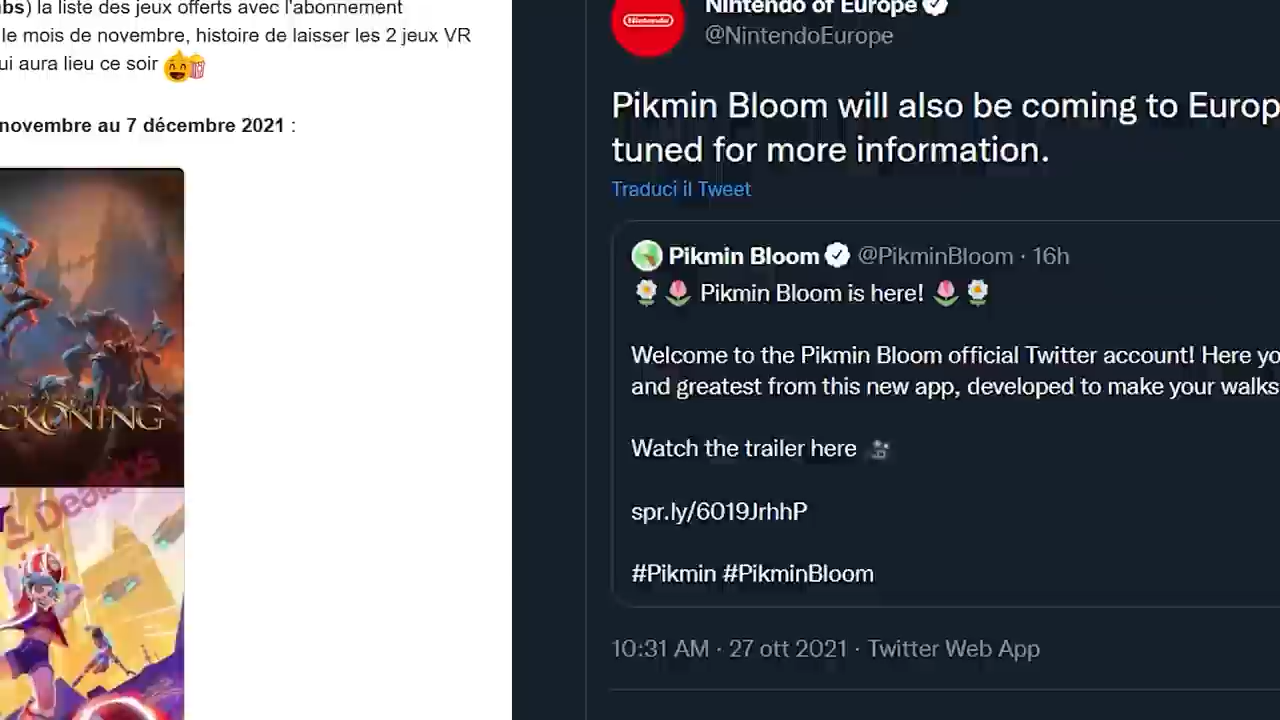 bs) la liste des jeux offerts avec l'abonnement
le mois de novembre, histoire de laisser les 2 jeux VR
ui aura lieu ce soir
novembre au 7 décembre 2021 :
CKONING
Dealabs
Nintendo of Europe
Nintendo
@NintendoEurope
Pikmin Bloom will also be coming to Europ
tuned for more information.
Traduci il Tweet
Pikmin Bloom @PikminBloom · 16h
Pikmin Bloom is here!
Welcome to the Pikmin Bloom official Twitter account! Here yo
and greatest from this new app, developed to make your walks
Watch the trailer here
spr.ly/6019JrhhP
#Pikmin #PikminBloom
10:31 AM · 27 ott 2021 · Twitter Web App